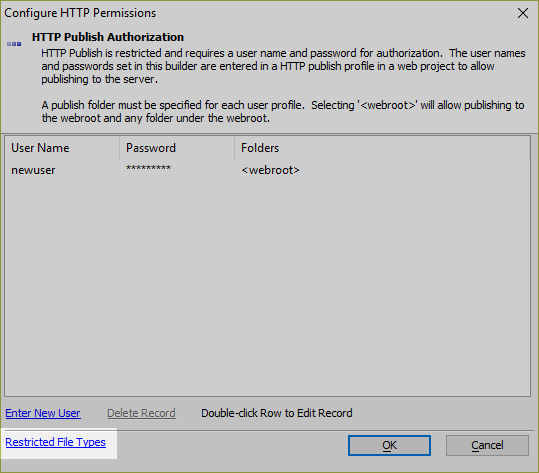 Configure HTTP Permissions
HTTP Publish Authorization
HTTP Publish is restricted and requires a user name and password for authorization.  The user names
and passwords set in this builder are entered in a HTTP publish profile in a web project to allow
publishing to the server.
A publish folder must be specified for each user profile.  Selecting '<webroot>' will allow publishing to
the webroot and any folder under the webroot.
User Name Password Folders
newuser ********* <webroot>
Enter New User Delete Record Double-click Row to Edit Record
Restricted File Types OK Cancel